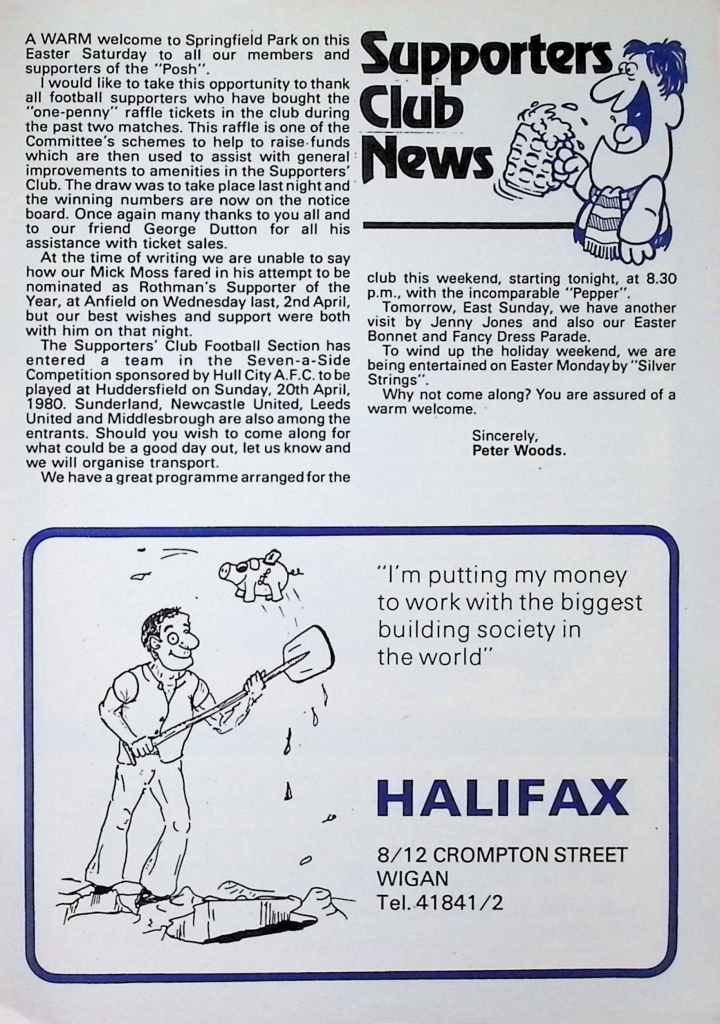 A WARM welcome to Springfield Park on this
Easter Saturday to all our members and
supporters of the "Posh".
I would like to take this opportunity to thank
all football supporters who have bought the
"one-penny" raffle tickets in the club during
the past two matches. This raffle is one of the
Committee's schemes to help to raise funds
which are then used to assist with general
improvements to amenities in the Supporters'
Club. The draw was to take place last night and
the winning numbers are now on the notice
board. Once again many thanks to you all and
to our friend George Dutton for all his
assistance with ticket sales.
At the time of writing we are unable to say
how our Mick Moss fared in his attempt to be
nominated as Rothman's Supporter of the
Year, at Anfield on Wednesday last, 2nd April,
but our best wishes and support were both
with him on that night.
The Supporters' Club Football Section has
entered a team in the Seven-a-Side
Competition sponsored by Hull City A.F.C. to be
played at Huddersfield on Sunday, 20th April,
1980. Sunderland, Newcastle United, Leeds
United and Middlesbrough are also among the
entrants. Should you wish to come along for
what could be a good day out, let us know and
we will organise transport.
We have a great programme arranged for the
Supporters
Club
News
club this weekend, starting tonight, at 8.30
p.m., with the incomparable "Pepper".
Tomorrow, East Sunday, we have another
visit by Jenny Jones and also our Easter
Bonnet and Fancy Dress Parade.
To wind up the holiday weekend, we are
being entertained on Easter Monday by "Silver
Strings".
Why not come along? You are assured of a
warm welcome.
Sincerely,
Peter Woods.
"I'm putting my money
to work with the biggest
building society in
the world"
HALIFAX
8/12 CROMPTON STREET
WIGAN
Tel. 41841/2